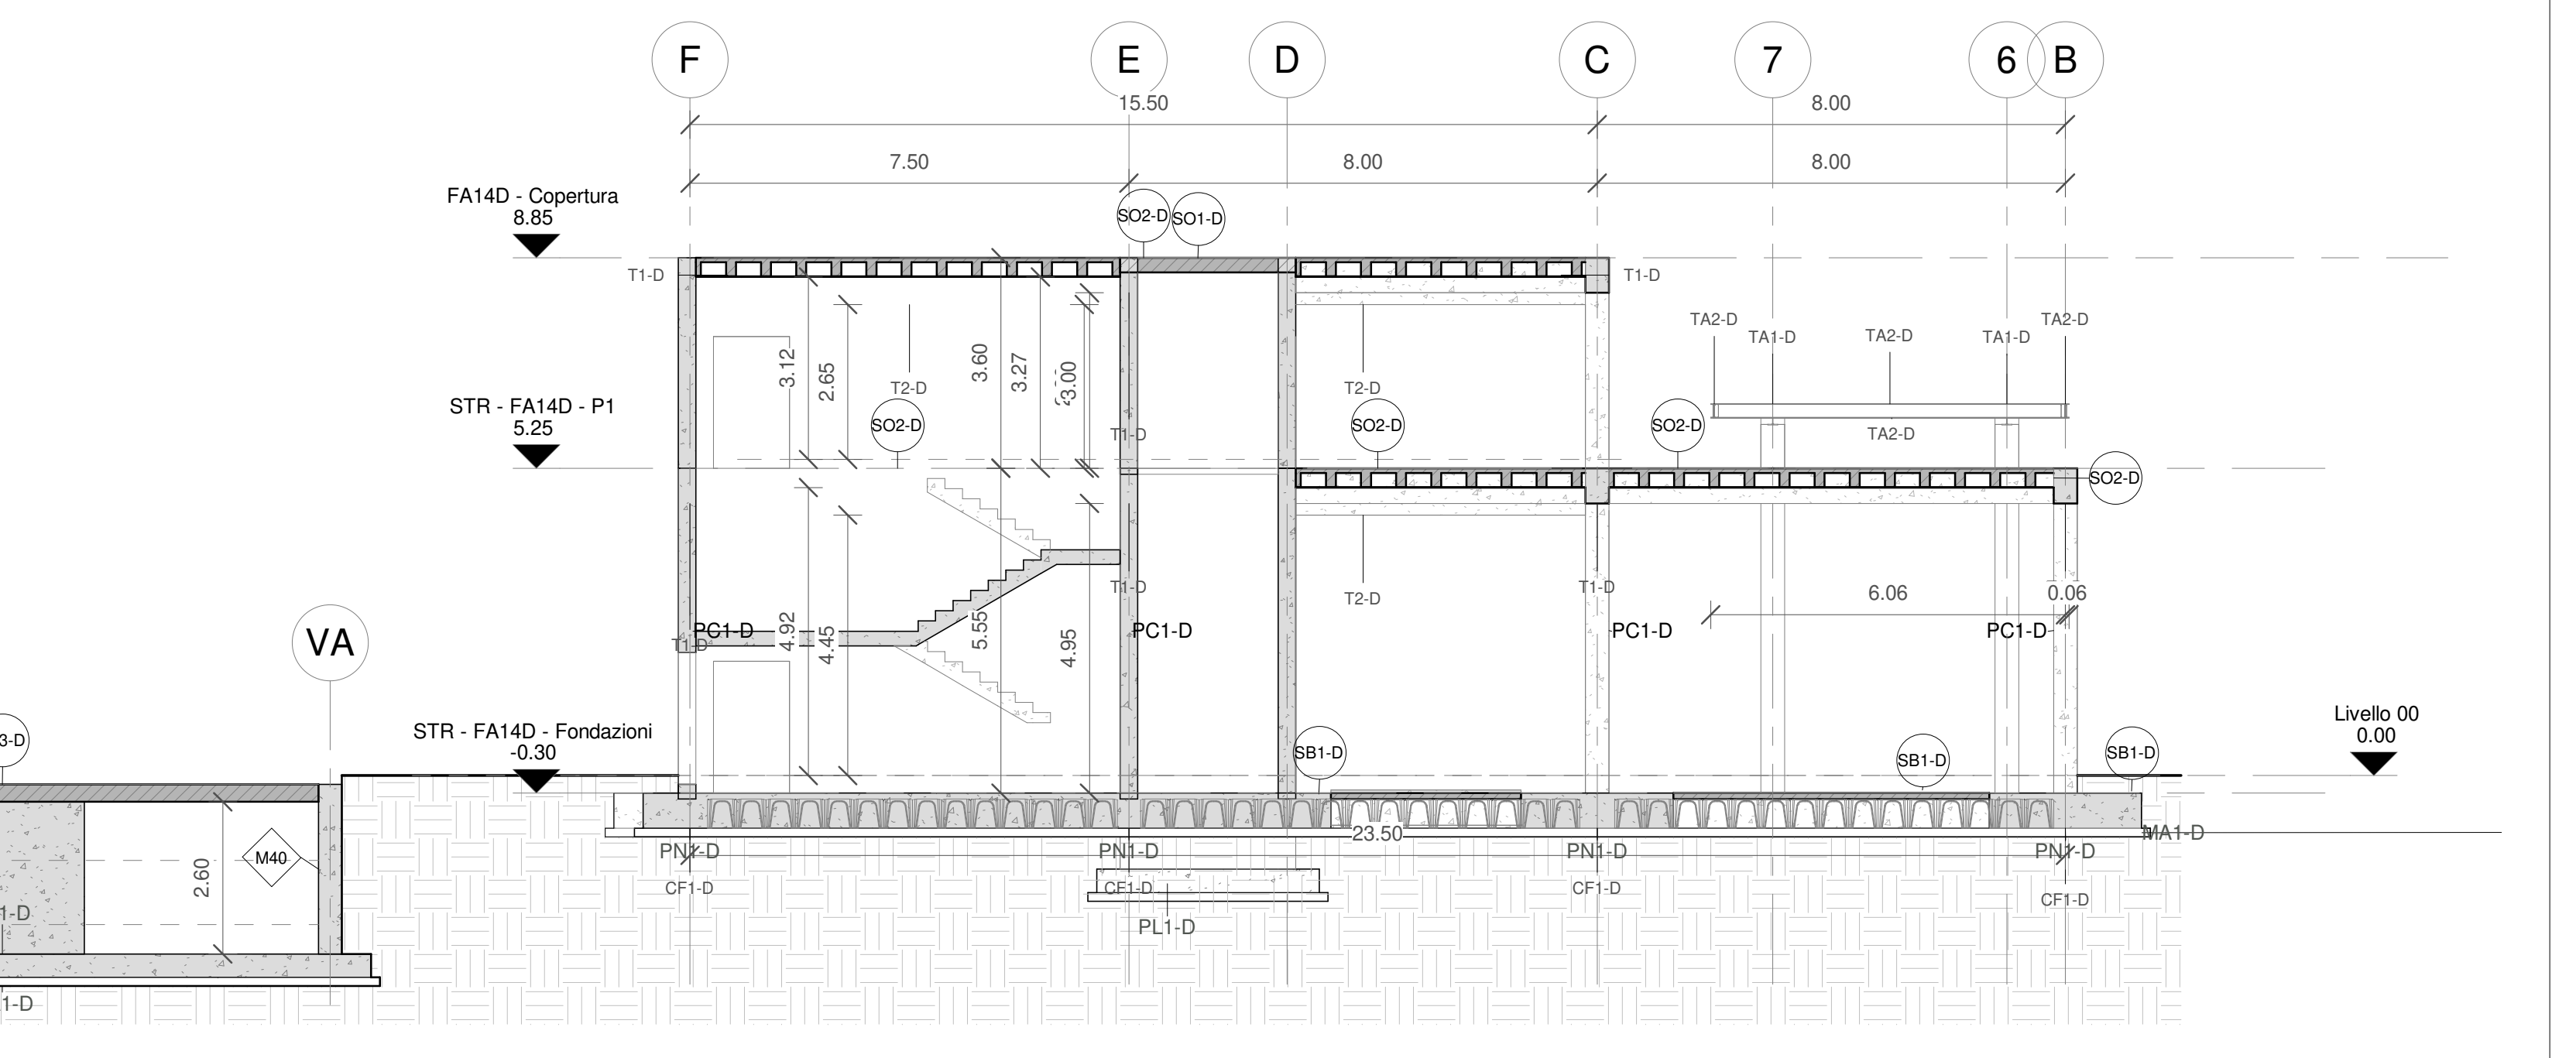 F
E
D
C
7
6
B
15.50
8.00
7.50
8.00
8.00
FA14D - Copertura
8.85
SO2-D
SO1-D
T1-D
T1-D
TA2-D
TA1-D
TA2-D
TA1-D
TA2-D
3.12
2.65
3.60
3.27
3.00
T2-D
T2-D
STR - FA14D - P1
5.25
SO2-D
SO2-D
SO2-D
T1-D
TA2-D
SO2-D
T1-D
T2-D
T1-D
6.06
0.06
PC1-D
T1-D
4.92
4.45
5.55
4.95
PC1-D
PC1-D
PC1-D
VA
3-D
STR - FA14D - Fondazioni
-0.30
Livello 00
0.00
SB1-D
SB1-D
SB1-D
23.50
MA1-D
PN1-D
PN1-D
PN1-D
PN1-D
M40
2.60
CF1-D
CF1-D
CF1-D
CF1-D
1-D
PL1-D
1-D